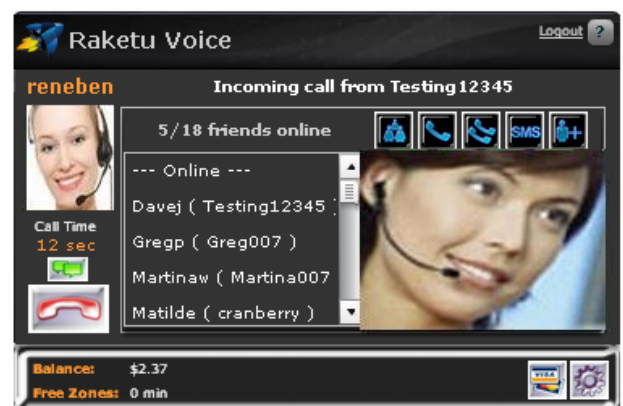 Raketu Voice
Logout ?
reneben
Incoming call from Testing12345
5/18 friends online
SMS
--- Online ---
Davej ( Testing12345
Gregp ( Greg007 )
Martinaw ( Martina007
Matilde ( cranberry )
Call Time
12 sec
Balance: $2.37
Free Zones: 0 min
VISA